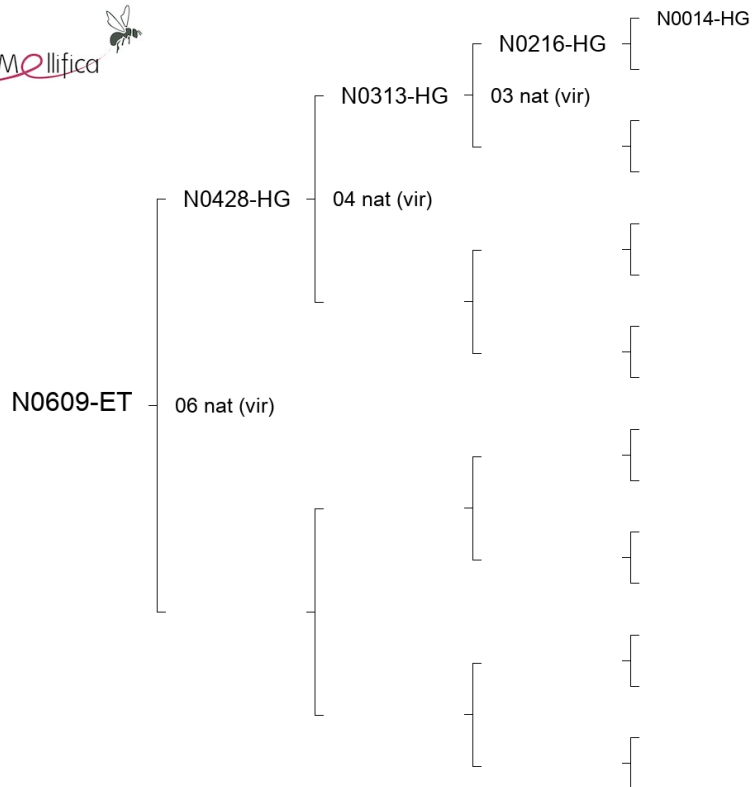 Mellifica
N0014-HG
N0216-HG
N0313-HG
03 nat (vir)
N0428-HG
04 nat (vir)
N0609-ET
06 nat (vir)